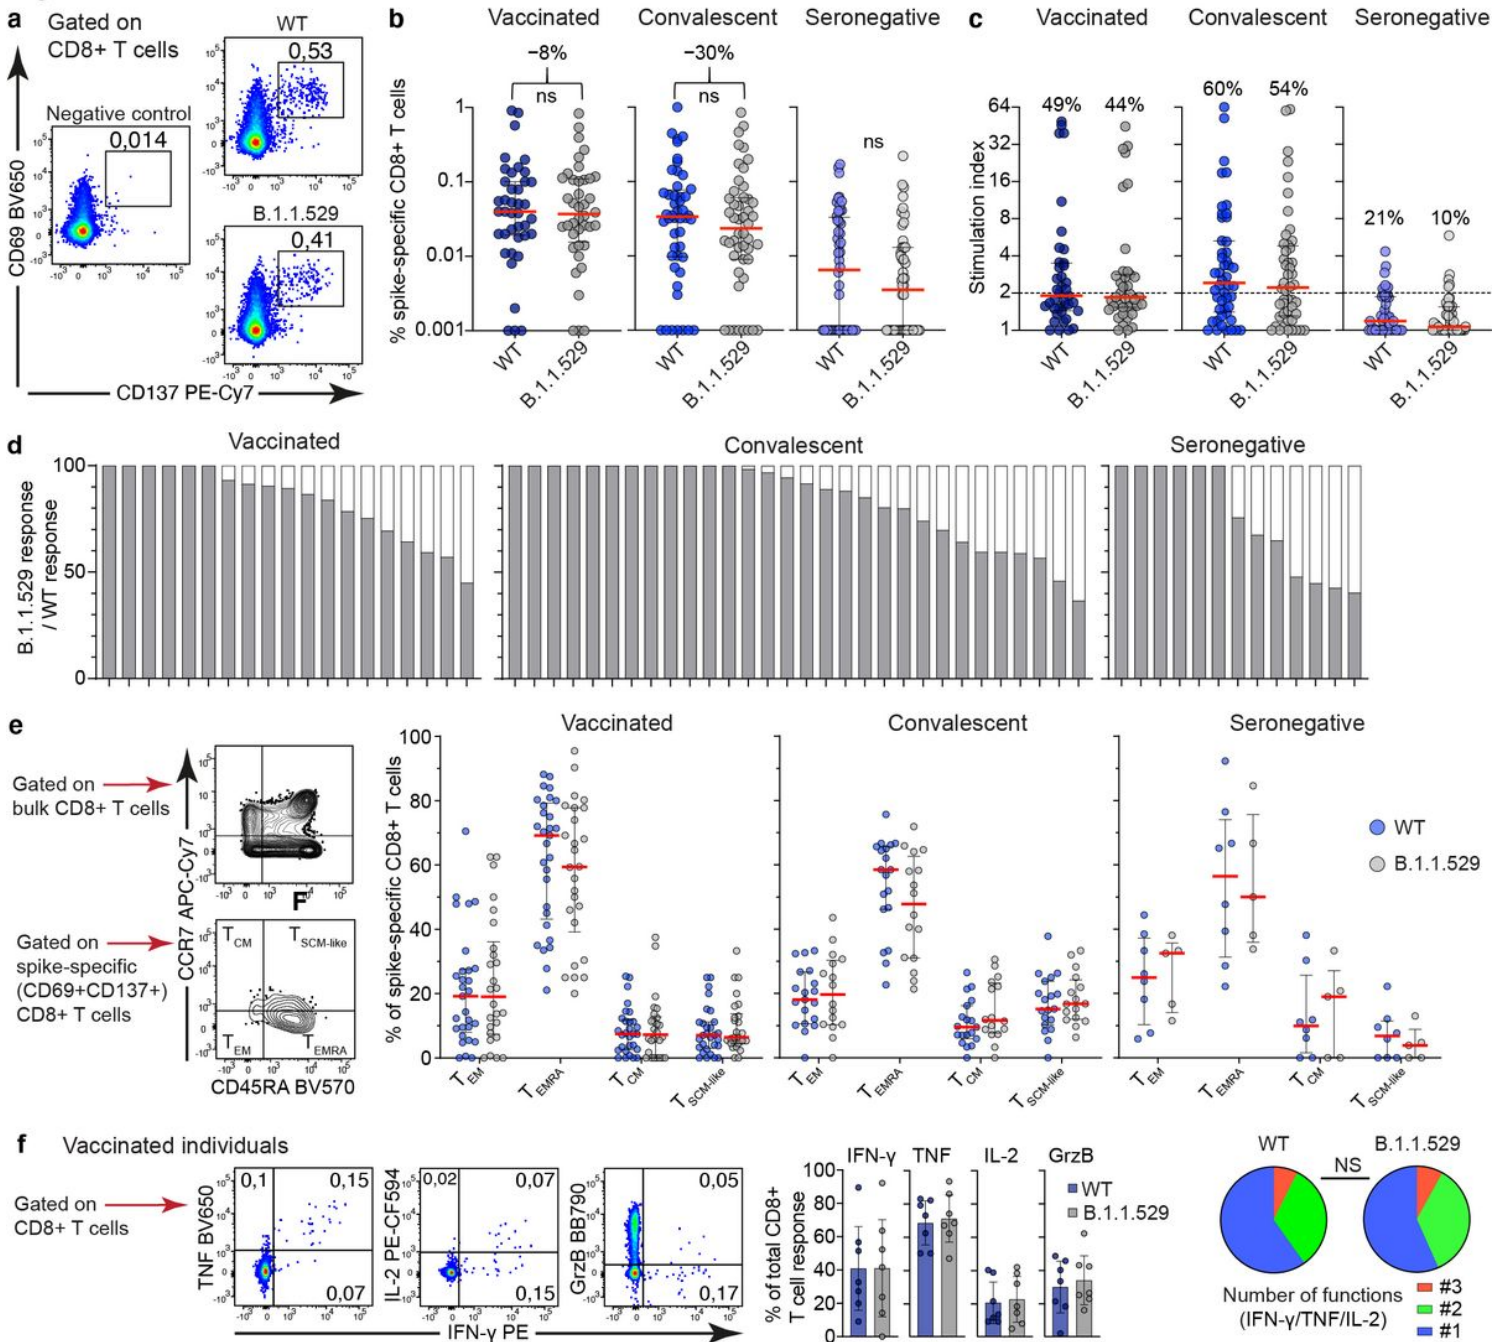 a
Gated on
CD8+ T cells
WT
0,53
Negative control
0,014
B.1.1.529
0,41
CD69 BV650
CD137 PE-Cy7
b
Vaccinated
Convalescent
Seronegative
−8%
−30%
ns
ns
ns
% spike-specific CD8+ T cells
1
0.1
0.01
0.001
WT
B.1.1.529
WT
B.1.1.529
WT
B.1.1.529
c
Vaccinated
Convalescent
Seronegative
49%
44%
60%
54%
21%
10%
Stimulation index
64
32
16
8
4
2
1
WT
B.1.1.529
WT
B.1.1.529
WT
B.1.1.529
d
Vaccinated
Convalescent
Seronegative
B.1.1.529 response
/ WT response
100
50
0
e
Gated on
bulk CD8+ T cells
Gated on
spike-specific
(CD69+CD137+)
CD8+ T cells
CCR7 APC-Cy7
F
TCM
TSCM-like
TEM
TEMRA
CD45RA BV570
Vaccinated
Convalescent
Seronegative
% of spike-specific CD8+ T cells
100
80
60
40
20
0
WT
B.1.1.529
TEM
TEMRA
TCM
TSCM-like
TEM
TEMRA
TCM
TSCM-like
TEM
TEMRA
TCM
TSCM-like
f
Vaccinated individuals
Gated on
CD8+ T cells
TNF BV650
0,1
0,15
0,07
IL-2 PE-CF594
0,02
0,07
0,15
GrzB BB790
0,05
0,17
IFN-γ PE
% of total CD8+
T cell response
100
80
60
40
20
0
IFN-γ
TNF
IL-2
GrzB
WT
B.1.1.529
WT
NS
B.1.1.529
Number of functions
(IFN-γ/TNF/IL-2)
#3
#2
#1